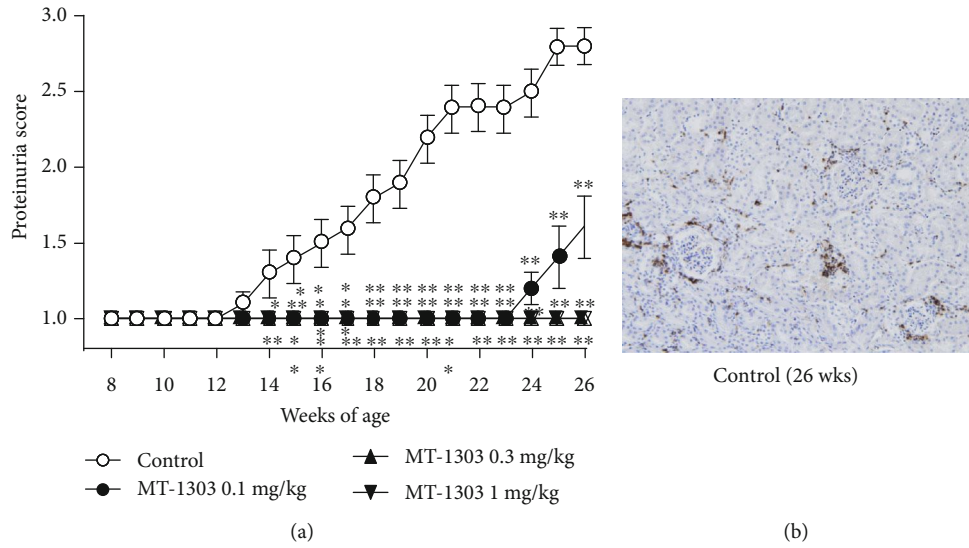 3.0
2.5
2.0
1.5
1.0
Proteinuria score
** ** **
* * * * ** ** ** ** ** **
** * * ** ** ** ** ** ** **
* **
** * * * ** ** ** ** * ** ** ** ** **
* * *
8 10 12 14 16 18 20 22 24 26
Weeks of age
Control
MT-1303 0.1 mg/kg
MT-1303 0.3 mg/kg
MT-1303 1 mg/kg
(a)
Control (26 wks)
(b)